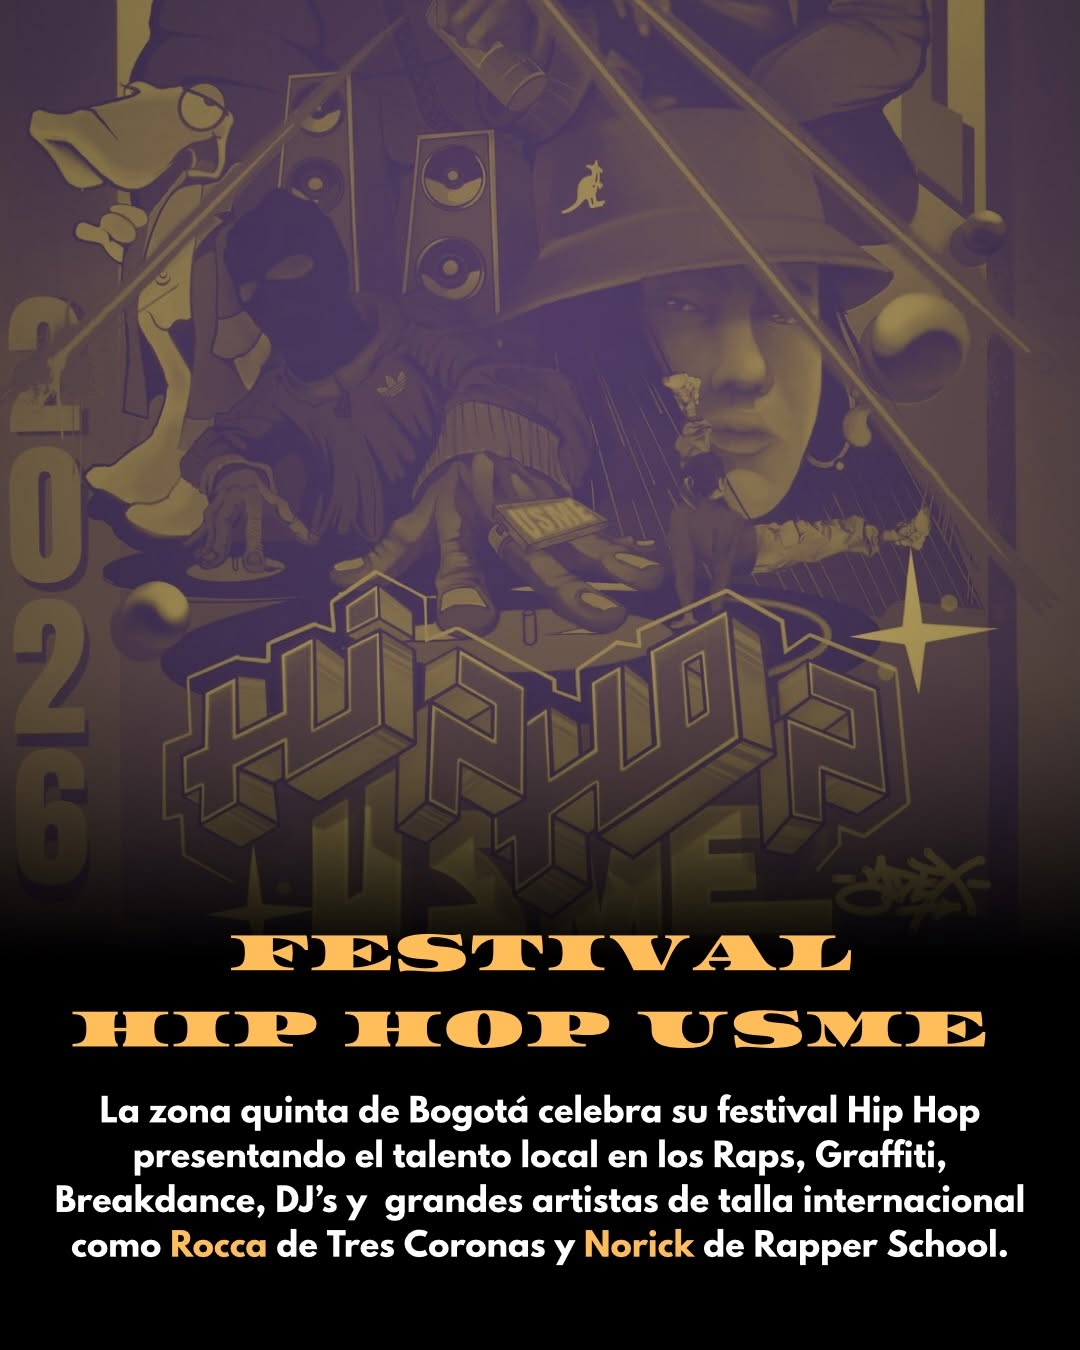 2026
USME
HIP HOP
USME
JODEX
FESTIVAL
HIP HOP USME
La zona quinta de Bogotá celebra su festival Hip Hop
presentando el talento local en los Raps, Graffiti,
Breakdance, DJ’s y grandes artistas de talla internacional
como Rocca de Tres Coronas y Norick de Rapper School.